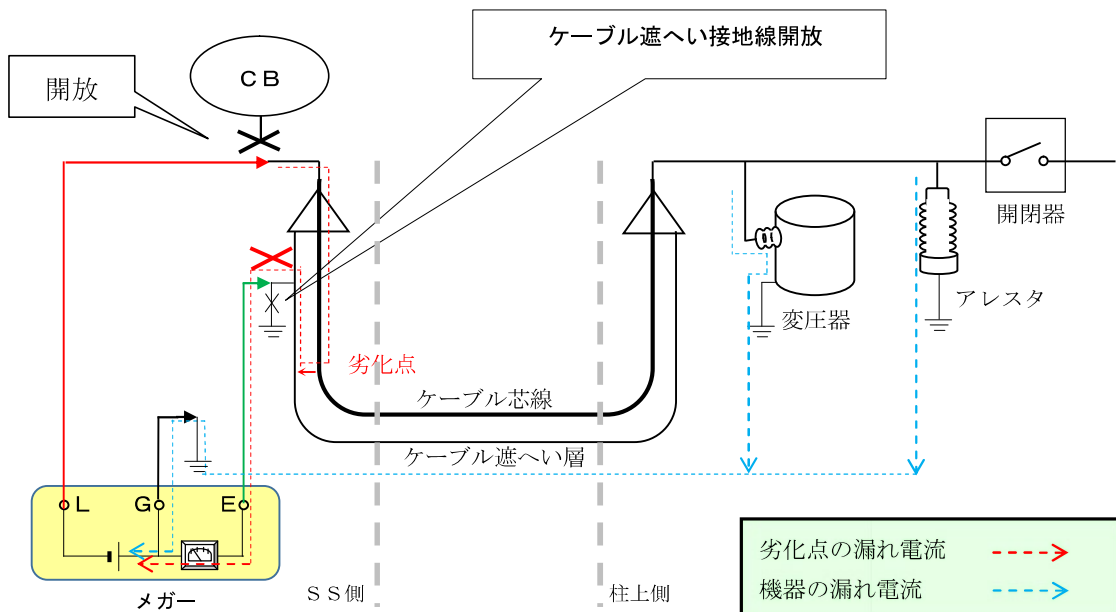 ケーブル遮へい接地線開放
ＣＢ
開放
開閉器
アレスタ
変圧器
劣化点
ケーブル芯線
ケーブル遮へい層
Ｌ
Ｇ
Ｅ
メガー
ＳＳ側
柱上側
劣化点の漏れ電流
機器の漏れ電流